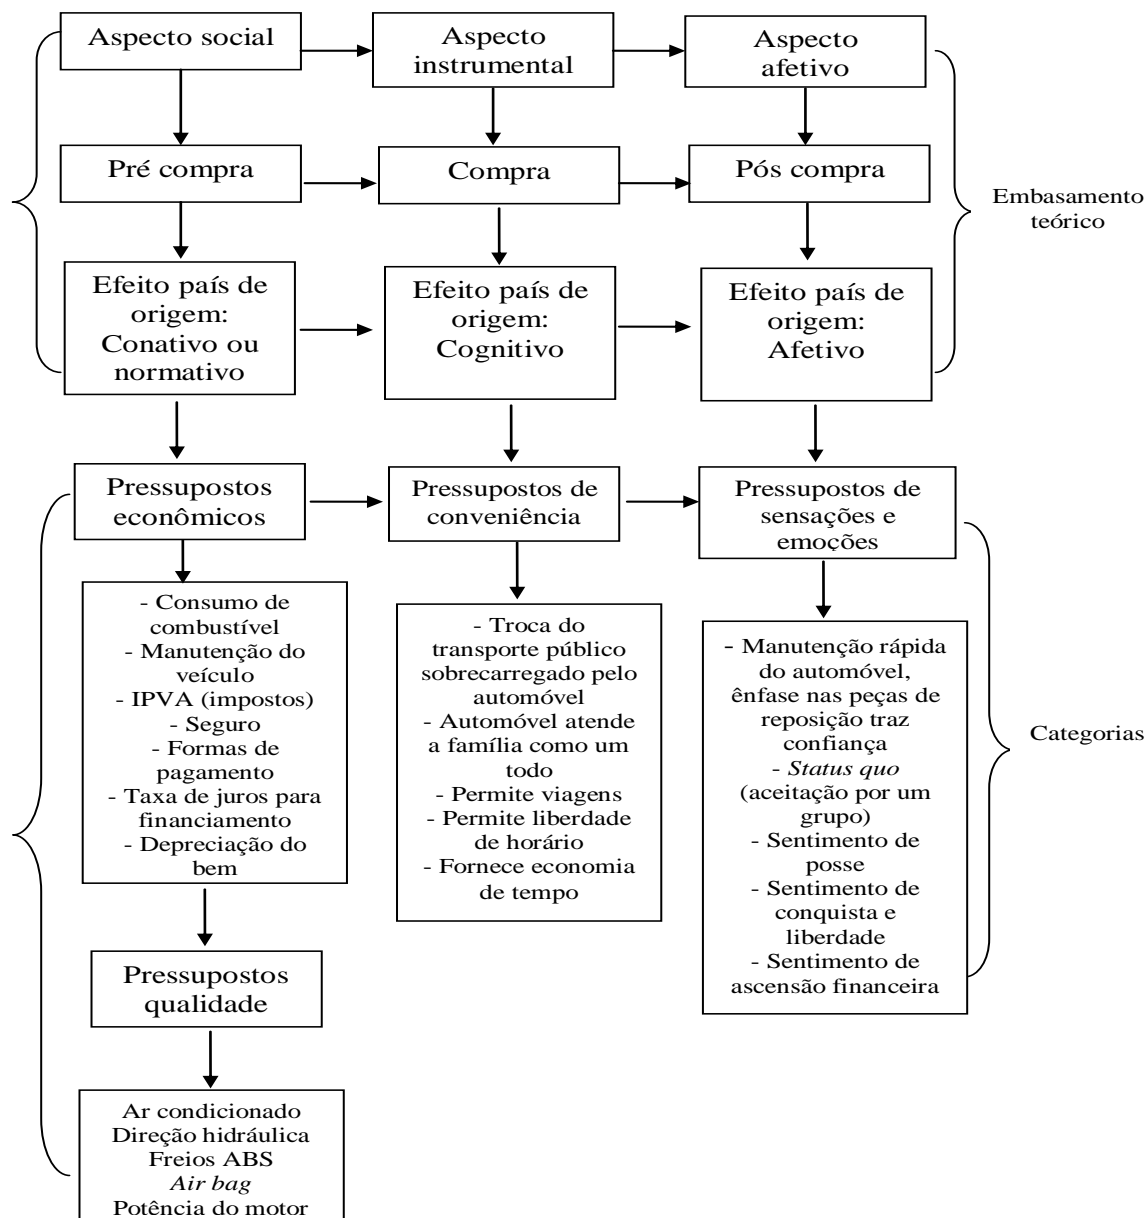 Aspecto social
Aspecto
instrumental
Aspecto
afetivo
Pré compra
Compra
Pós compra
Embasamento
teórico
Efeito país de
origem:
Conativo ou
normativo
Efeito país de
origem:
Cognitivo
Efeito país de
origem:
Afetivo
Pressupostos
econômicos
Pressupostos de
conveniência
Pressupostos de
sensações e
emoções
- Consumo de
combustível
- Manutenção do
veículo
- IPVA (impostos)
- Seguro
- Formas de
pagamento
- Taxa de juros para
financiamento
- Depreciação do
bem
- Troca do
transporte público
sobrecarregado pelo
automóvel
- Automóvel atende
a família como um
todo
- Permite viagens
- Permite liberdade
de horário
- Fornece economia
de tempo
- Manutenção rápida
do automóvel,
ênfase nas peças de
reposição traz
confiança
- Status quo
(aceitação por um
grupo)
- Sentimento de
posse
- Sentimento de
conquista e
liberdade
- Sentimento de
ascensão financeira
Categorias
Pressupostos
qualidade
Ar condicionado
Direção hidráulica
Freios ABS
Air bag
Potência do motor